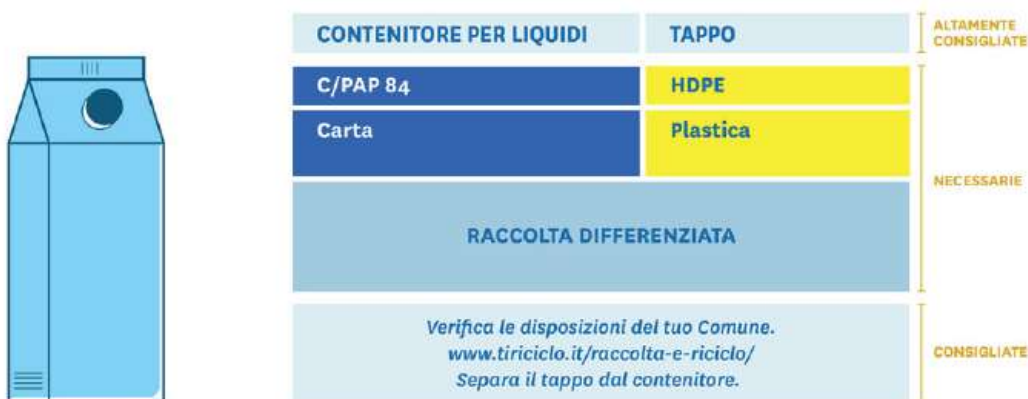 CONTENITORE PER LIQUIDI
TAPPO
ALTAMENTE
CONSIGLIATE
C/PAP 84
HDPE
Carta
Plastica
NECESSARIE
RACCOLTA DIFFERENZIATA
Verifica le disposizioni del tuo Comune.
www.tiriciclo.it/raccolta-e-riciclo/
Separa il tappo dal contenitore.
CONSIGLIATE